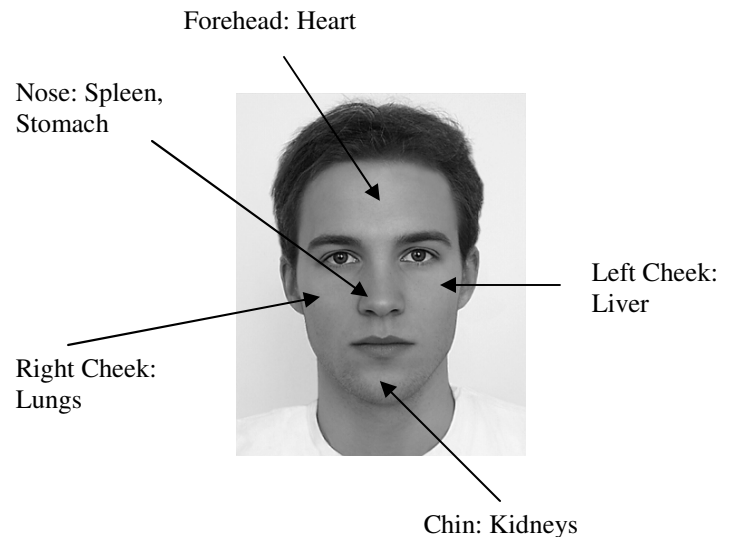 Forehead: Heart
Nose: Spleen,
Stomach
Left Cheek:
Liver
Right Cheek:
Lungs
Chin: Kidneys